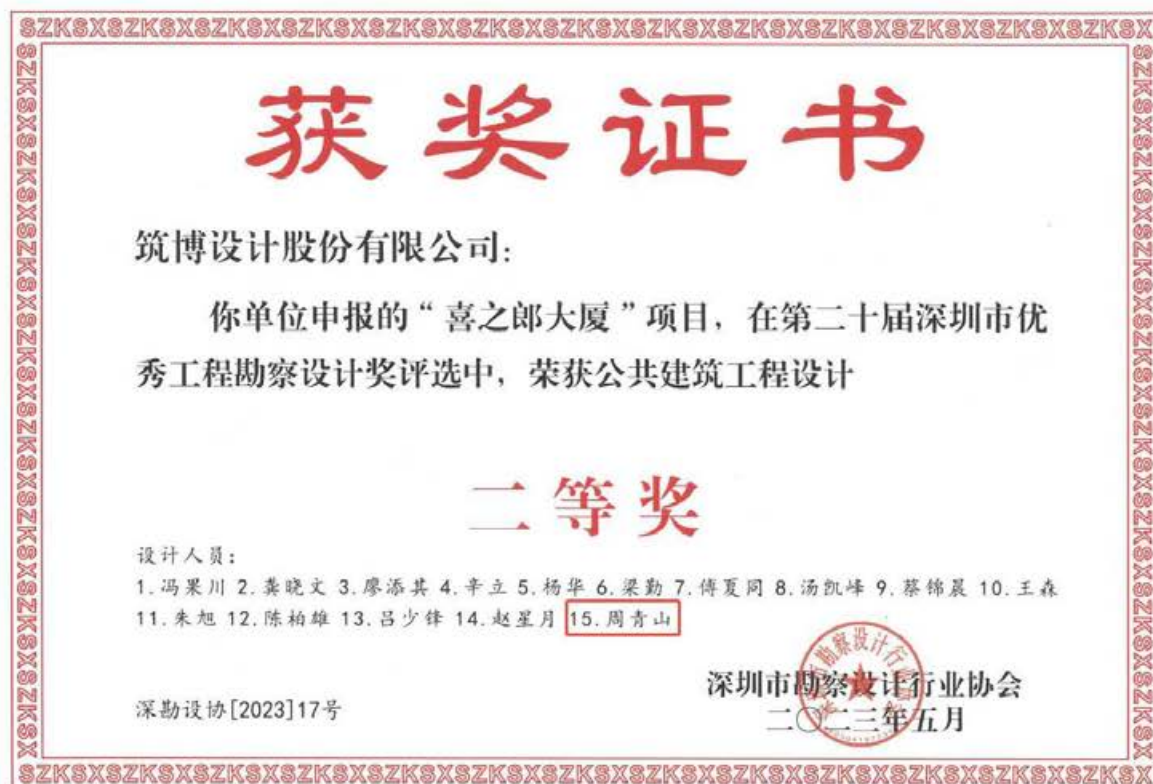 SZKSXSZKSXSZKSXSZKSXSZKSXSZKSXSZKSXSZKSXSZKSXSZKSX
获奖证书
筑博设计股份有限公司:
你单位申报的“喜之郎大厦”项目, 在第二十届深圳市优
秀工程勘察设计奖评选中, 荣获公共建筑工程设计
二等奖
设计人员:
1.冯果川 2.龚晓文 3.廖添其 4.辛立 5.杨华 6.梁勤 7.傅夏同 8.汤凯峰 9.蔡锦晨 10.王森
11.朱旭 12.陈柏雄 13.吕少锋 14.赵星月 15.周青山
深圳市勘察设计行业协会
二〇二三年五月
深勘设协[2023]17号